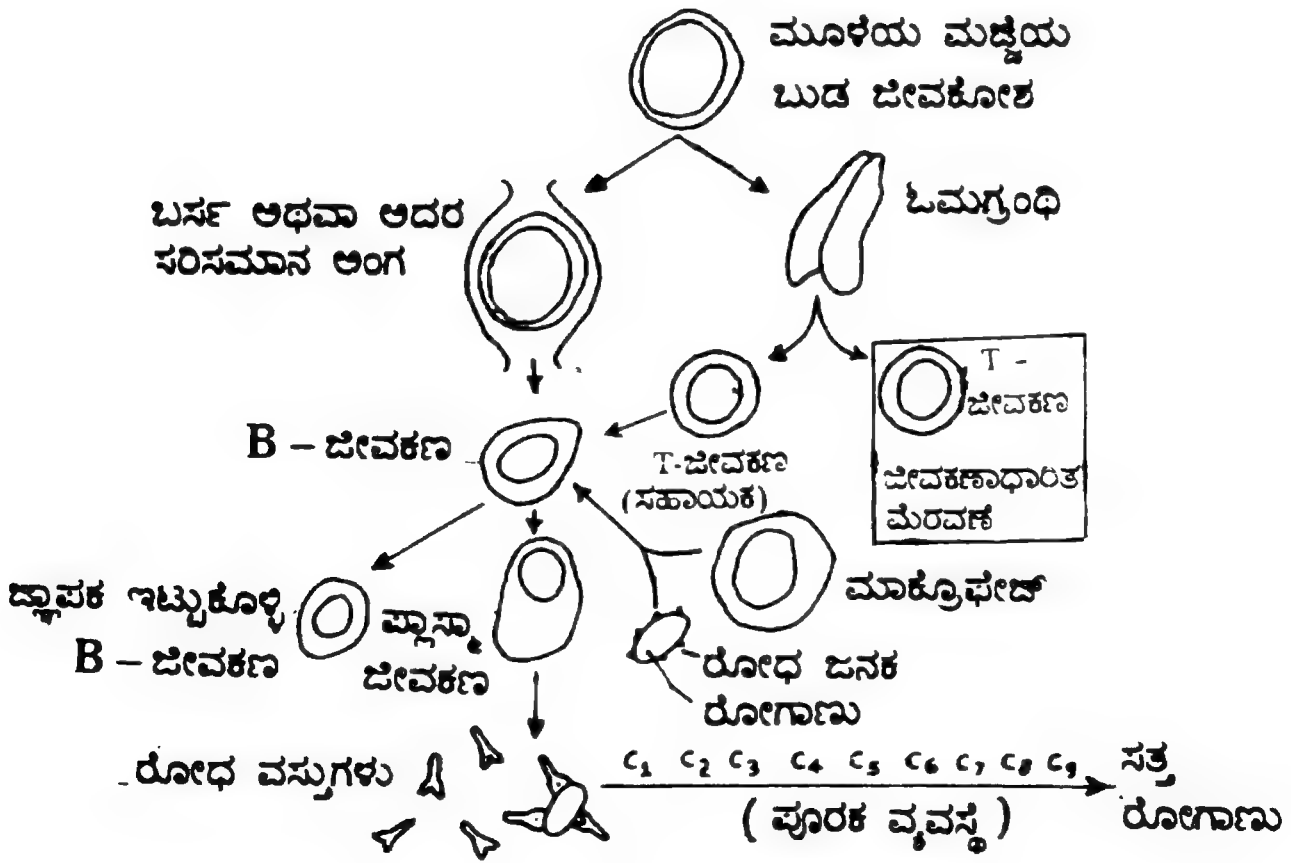 ಮೂಳೆಯ ಮಜ್ಜೆಯ
ಬುಡ ಜೀವಕೋಶ
ಬರ್ಸ ಅಥವಾ ಅದರ
ಸರಿಸಮಾನ ಅಂಗ
ಓಮಗ್ರಂಥಿ
T -
ಜೀವಕಣ
ಜೀವಕಣಾಧಾರಿತ
ಮೆರವಣೆ
B – ಜೀವಕಣ
T-ಜೀವಕಣ
(ಸಹಾಯಕ)
ಮಾಕ್ರೊಫೇಜ್
ಜ್ಞಾಪಕ ಇಟ್ಟುಕೊಳ್ಳಿ
B – ಜೀವಕಣ
ಪ್ಲಾಸ್ಮಾ
ಜೀವಕಣ
ರೋಧ ಜನಕ
ರೋಗಾಣು
ರೋಧ ವಸ್ತುಗಳು
C₁ C₂ C₃ C₄ C₅ C₆ C₇ C₈ C₉
( ಪೂರಕ ವ್ಯವಸ್ಥೆ )
ಸತ್ತ
ರೋಗಾಣು